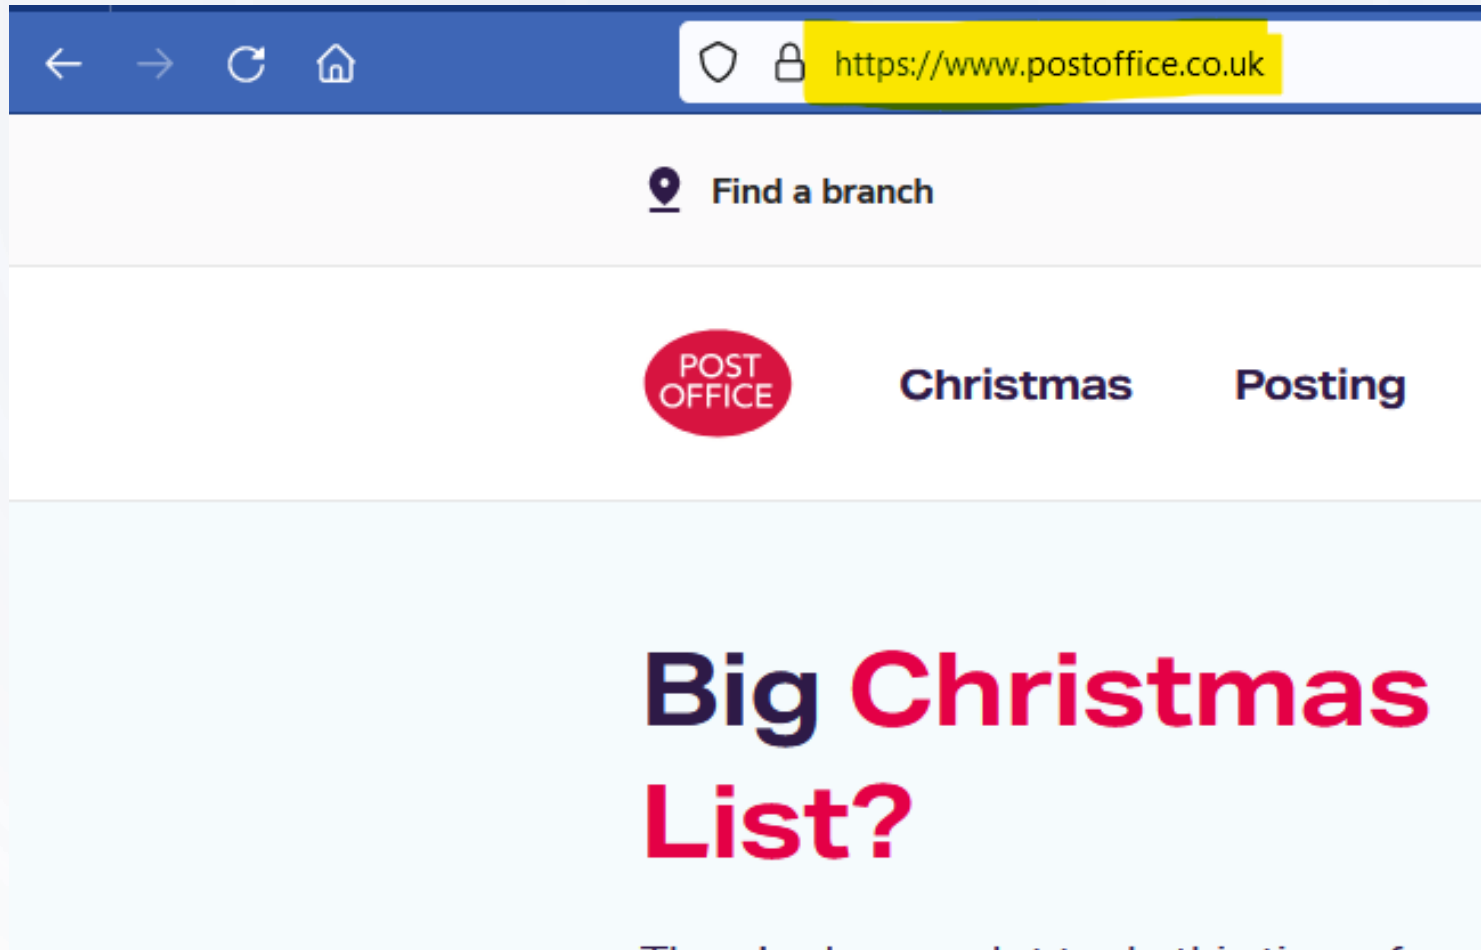 https://www.postoffice.co.uk
Find a branch
POST
OFFICE
Christmas Posting
Big Christmas
List?